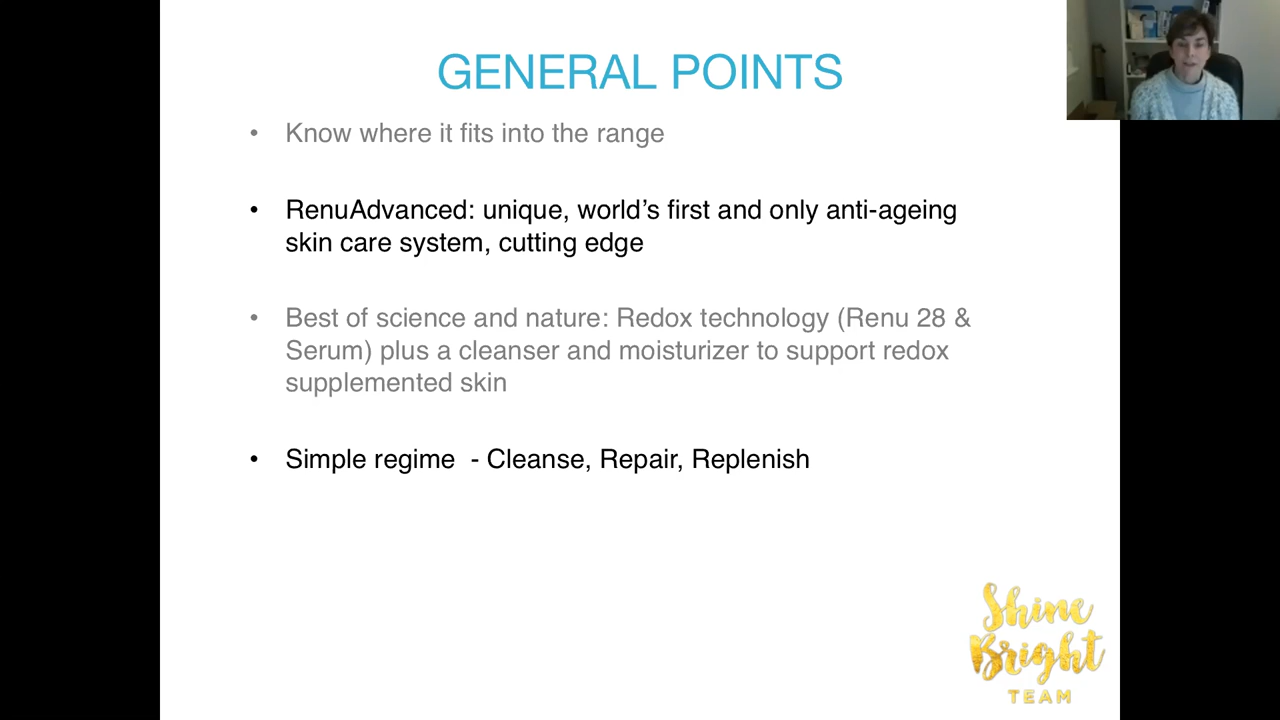 GENERAL POINTS
• Know where it fits into the range
• RenuAdvanced: unique, world’s first and only anti-ageing
skin care system, cutting edge
• Best of science and nature: Redox technology (Renu 28 &
Serum) plus a cleanser and moisturizer to support redox
supplemented skin
• Simple regime  - Cleanse, Repair, Replenish
Shine
Bright
TEAM